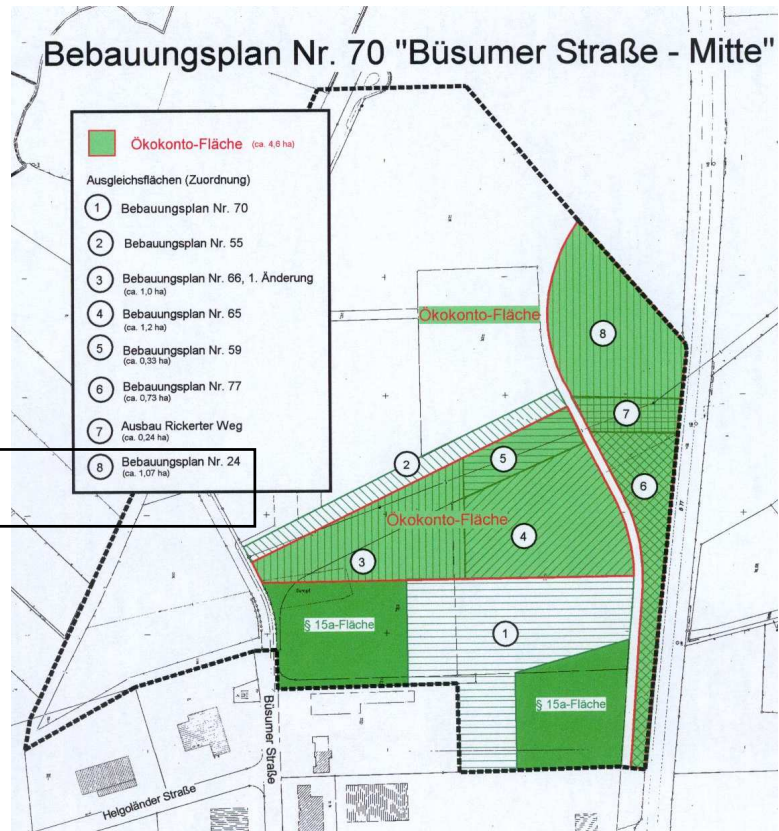 Bebauungsplan Nr. 70 "Büsumer Straße - Mitte"
Ökokonto-Fläche (ca. 4,6 ha)
Ausgleichsflächen (Zuordnung)
1 Bebauungsplan Nr. 70
2 Bebauungsplan Nr. 55
3 Bebauungsplan Nr. 66, 1. Änderung
(ca. 1,0 ha)
4 Bebauungsplan Nr. 65
(ca. 1,2 ha)
5 Bebauungsplan Nr. 59
(ca. 0,33 ha)
6 Bebauungsplan Nr. 77
(ca. 0,73 ha)
7 Ausbau Rickerter Weg
(ca. 0,24 ha)
8 Bebauungsplan Nr. 24
(ca. 1,07 ha)
Ökokonto-Fläche
8
7
2
5
6
Ökokonto-Fläche
4
3
§ 15a-Fläche
1
§ 15a-Fläche
Büsumer Straße
Helgoländer Straße